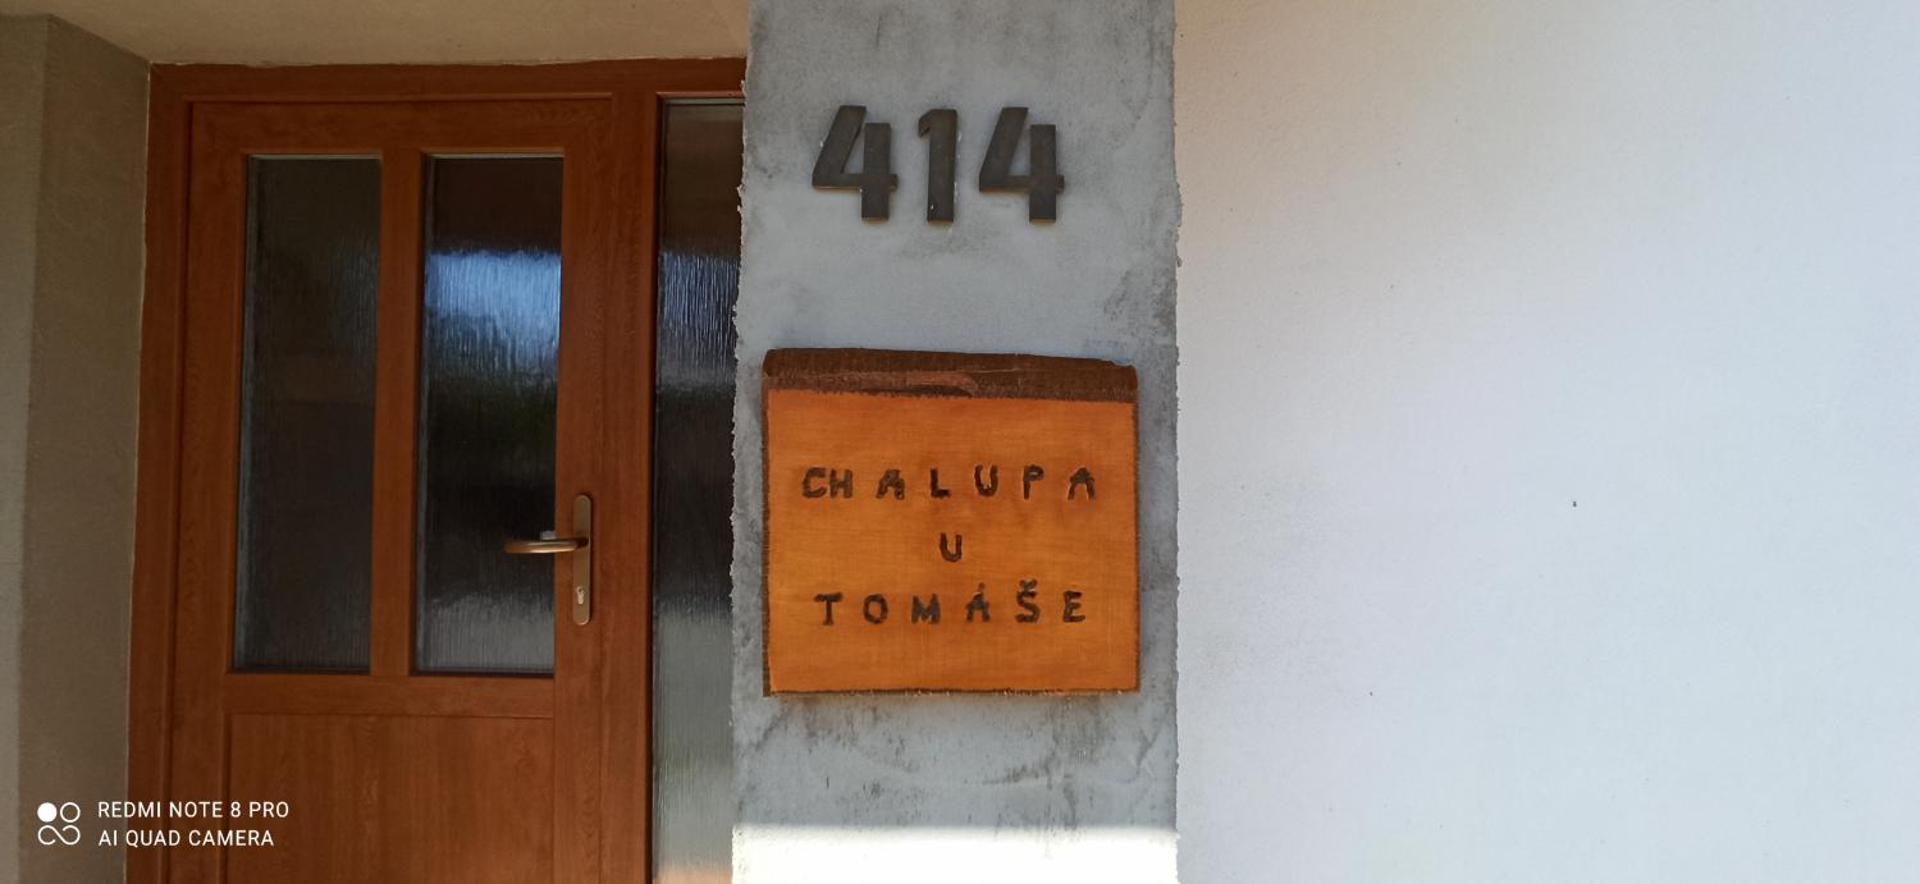 414
CHALUPA
U
TOMÁŠE
REDMI NOTE 8 PRO
AI QUAD CAMERA